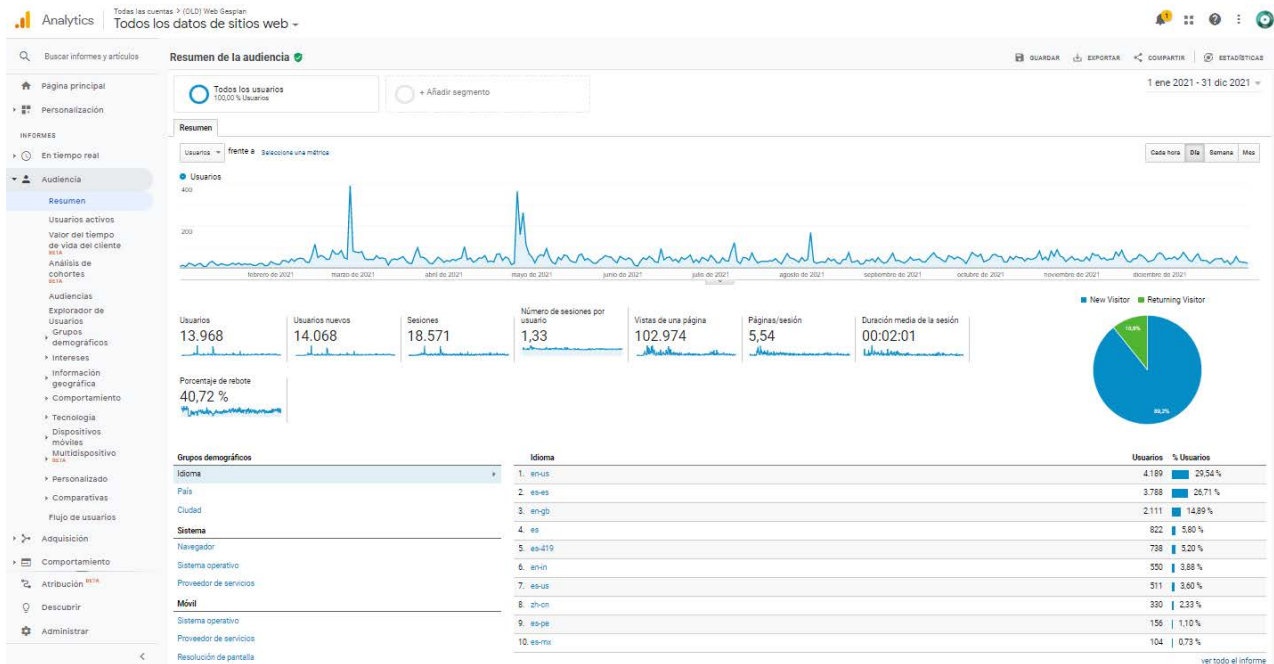 Analytics
Todas las cuentas > (OLD) Web Gesplan
Todos los datos de sitios web
1
Buscar informes y artículos
Página principal
Personalización
INFORMES
En tiempo real
Audiencia
Resumen
Usuarios activos
Valor del tiempo
de vida del cliente
BETA
Análisis de
cohortes
BETA
Audiencias
Explorador de
Usuarios
Grupos
demográficos
Intereses
Información
geográfica
Comportamiento
Tecnología
Dispositivos
móviles
Multidispositivo
BETA
Personalizado
Comparativas
Flujo de usuarios
Adquisición
Comportamiento
Atribución BETA
Descubrir
Administrar
Resumen de la audiencia
GUARDAR EXPORTAR COMPARTIR ESTADÍSTICAS
Todos los usuarios
100,00 % Usuarios
+ Añadir segmento
1 ene 2021 - 31 dic 2021
Resumen
Usuarios frente a Seleccione una métrica
Cada hora Día Semana Mes
Usuarios
400
200
febrero de 2021 marzo de 2021 abril de 2021 mayo de 2021 junio de 2021 julio de 2021 agosto de 2021 septiembre de 2021 octubre de 2021 noviembre de 2021 diciembre de 2021
New Visitor Returning Visitor
10,8%
89,2%
Usuarios
13.968
Usuarios nuevos
14.068
Sesiones
18.571
Número de sesiones por
usuario
1,33
Vistas de una página
102.974
Páginas/sesión
5,54
Duración media de la sesión
00:02:01
Porcentaje de rebote
40,72 %
Grupos demográficos
Idioma
País
Ciudad
Sistema
Navegador
Sistema operativo
Proveedor de servicios
Móvil
Sistema operativo
Proveedor de servicios
Resolución de pantalla
Idioma Usuarios % Usuarios
1. en-us 4.189 29,54 %
2. es-es 3.788 26,71 %
3. en-gb 2.111 14,89 %
4. es 822 5,80 %
5. es-419 738 5,20 %
6. en-in 550 3,88 %
7. es-us 511 3,60 %
8. zh-cn 330 2,33 %
9. es-pe 156 1,10 %
10. es-mx 104 0,73 %
ver todo el informe